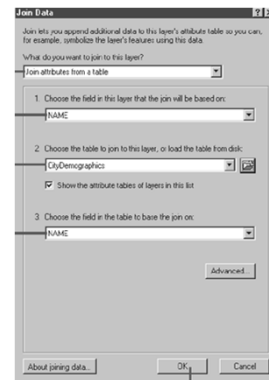 Join Data
Join lets you append additional data to this layer's attribute table so you can,
for example, symbolize the layer's features using this data.
What do you want to join to this layer?
Join attributes from a table
1. Choose the field in this layer that the join will be based on:
NAME
2. Choose the table to join to this layer, or load the table from disk:
CityDemographics
Show the attribute tables of layers in this list
3. Choose the field in the table to base the join on:
NAME
Advanced...
About joining data...
OK
Cancel